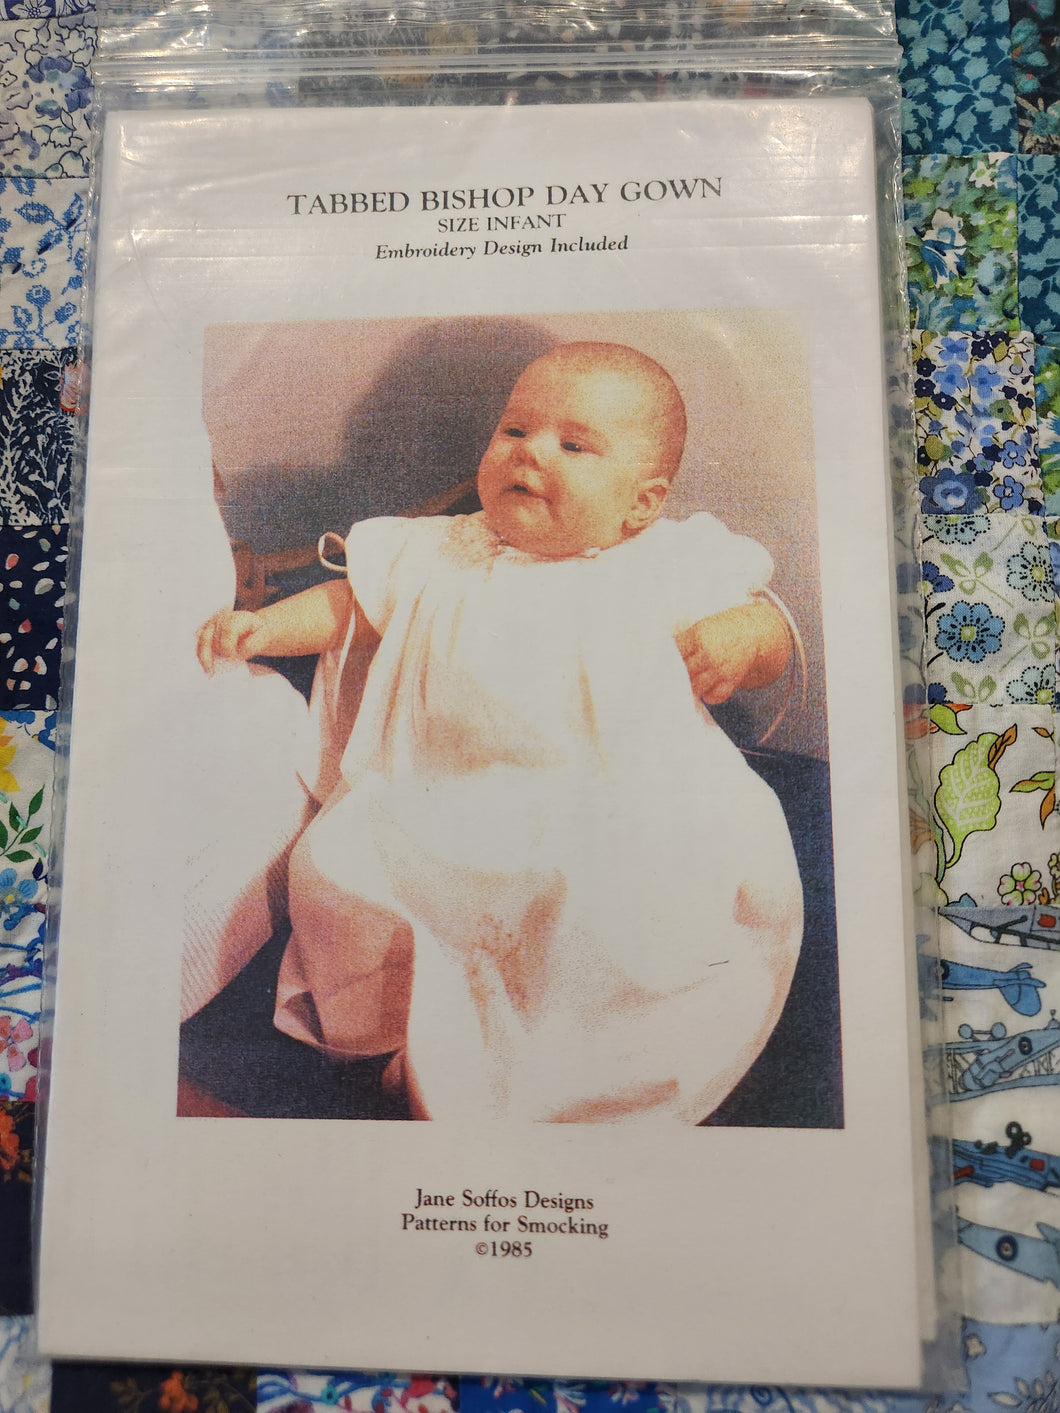 TABBED BISHOP DAY GOWN
SIZE INFANT
Embroidery Design Included
Jane Soffos Designs
Patterns for Smocking
©1985